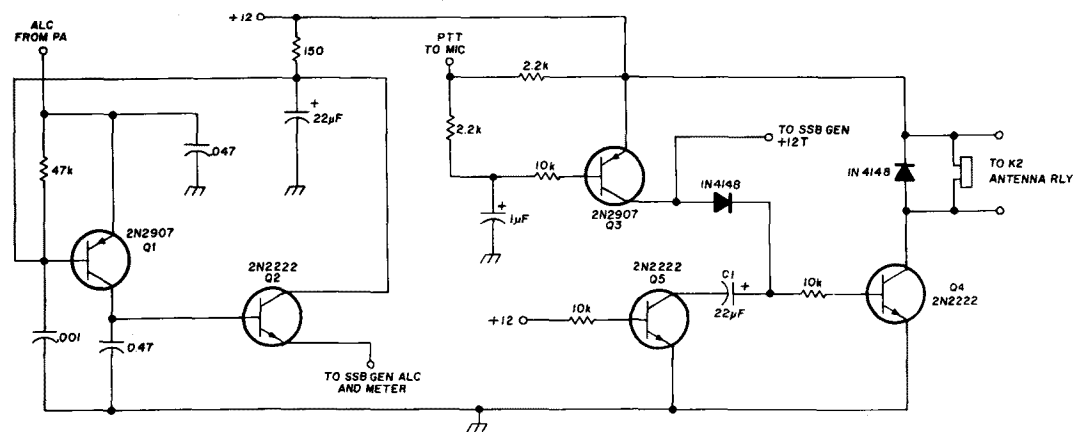 ALC
FROM PA
+12
150
22µF
+
.047
47k
2N2907
Q1
.001
0.47
2N2222
Q2
TO SSB GEN ALC
AND METER
PTT
TO MIC
2.2k
2.2k
10k
+
1µF
2N2907
Q3
TO SSB GEN
+12T
1N4148
2N2222
Q5
+12
10k
C1
+
22µF
10k
Q4
2N2222
1N4148
TO K2
ANTENNA RLY